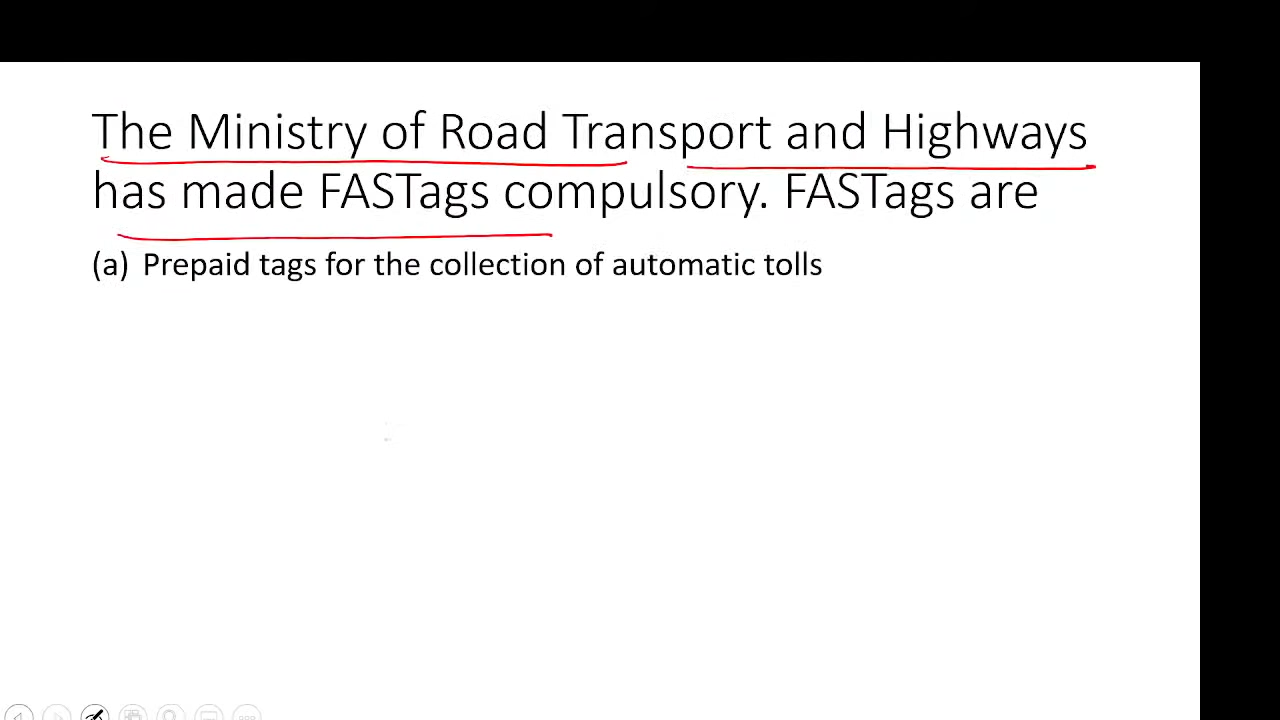 The Ministry of Road Transport and Highways
has made FASTags compulsory. FASTags are
(a) Prepaid tags for the collection of automatic tolls